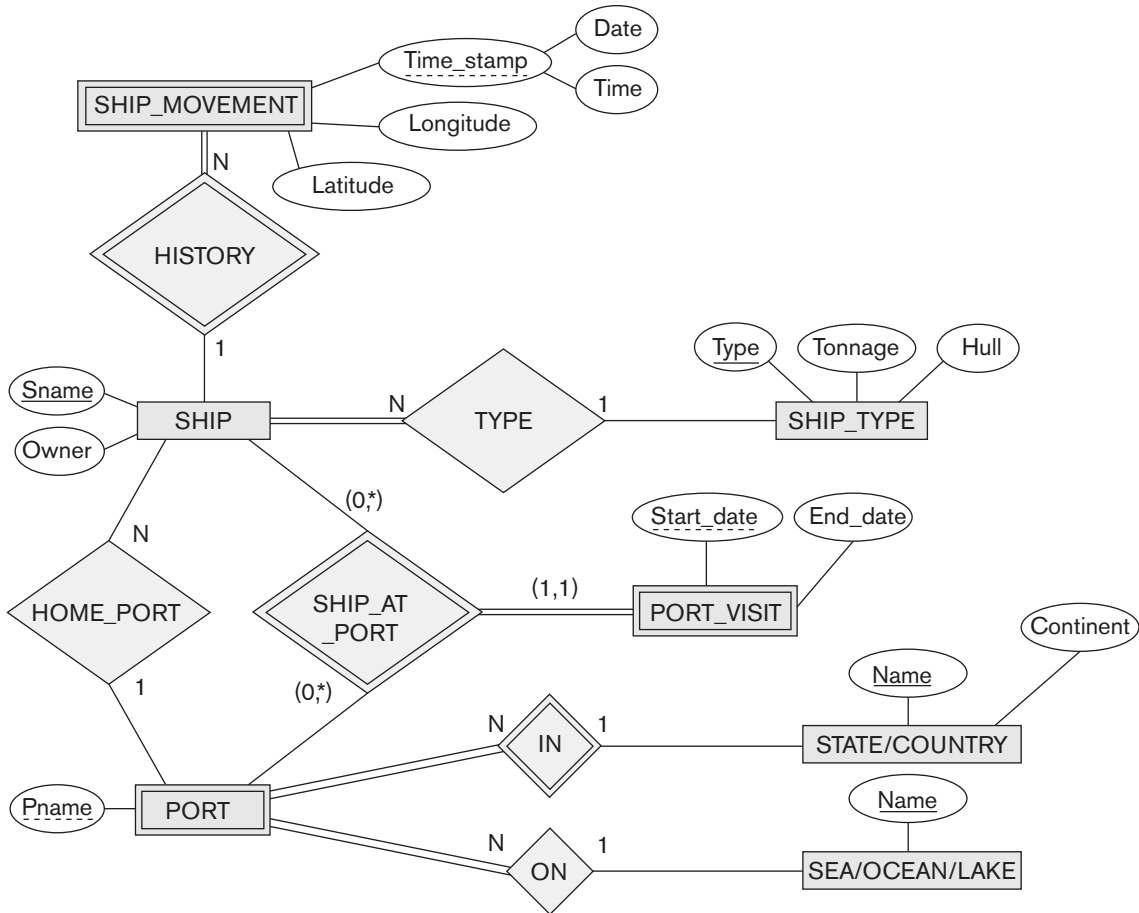 Date
Time_stamp
Time
SHIP_MOVEMENT
Longitude
N
Latitude
HISTORY
1
Type
Tonnage
Hull
Sname
N
1
SHIP
TYPE
SHIP_TYPE
Owner
(0,*)
Start_date
End_date
N
(1,1)
HOME_PORT
SHIP_AT
_PORT
PORT_VISIT
Continent
1
(0,*)
Name
N
1
IN
STATE/COUNTRY
Pname
PORT
Name
N
1
ON
SEA/OCEAN/LAKE